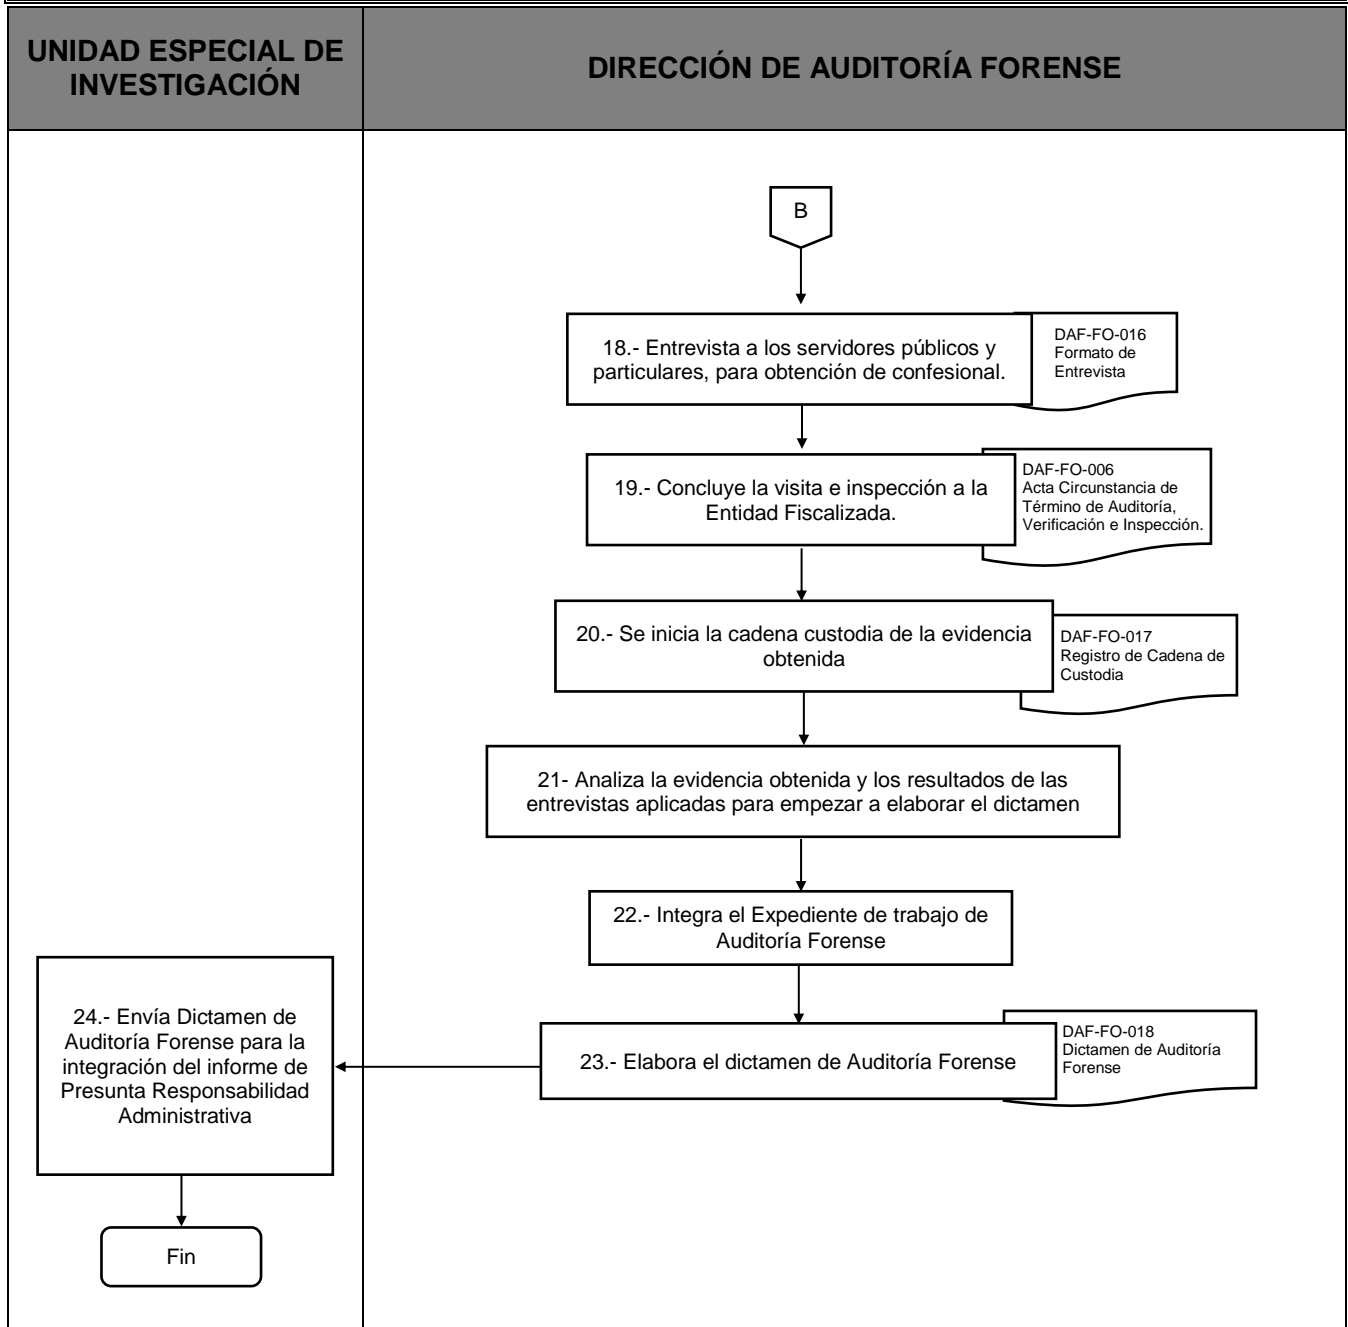 UNIDAD ESPECIAL DE
INVESTIGACIÓN
DIRECCIÓN DE AUDITORÍA FORENSE
B
18.- Entrevista a los servidores públicos y
particulares, para obtención de confesional.
DAF-FO-016
Formato de
Entrevista
19.- Concluye la visita e inspección a la
Entidad Fiscalizada.
DAF-FO-006
Acta Circunstancia de
Término de Auditoría,
Verificación e Inspección.
20.- Se inicia la cadena custodia de la evidencia
obtenida
DAF-FO-017
Registro de Cadena de
Custodia
21- Analiza la evidencia obtenida y los resultados de las
entrevistas aplicadas para empezar a elaborar el dictamen
22.- Integra el Expediente de trabajo de
Auditoría Forense
23.- Elabora el dictamen de Auditoría Forense
DAF-FO-018
Dictamen de Auditoría
Forense
24.- Envía Dictamen de
Auditoría Forense para la
integración del informe de
Presunta Responsabilidad
Administrativa
Fin